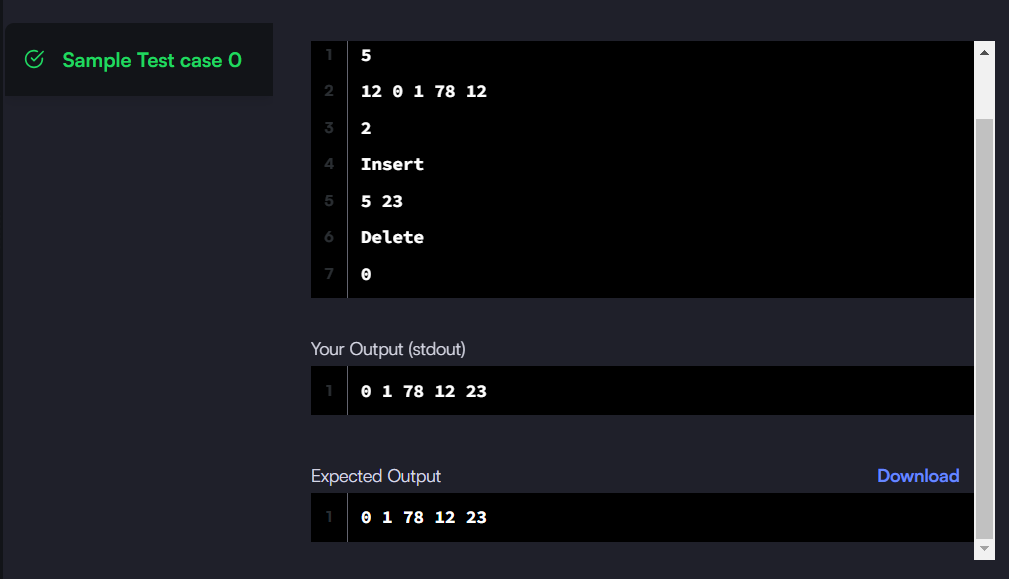 Sample Test case 0
1 5
2 12 0 1 78 12
3 2
4 Insert
5 5 23
6 Delete
7 0
Your Output (stdout)
1 0 1 78 12 23
Expected Output Download
1 0 1 78 12 23